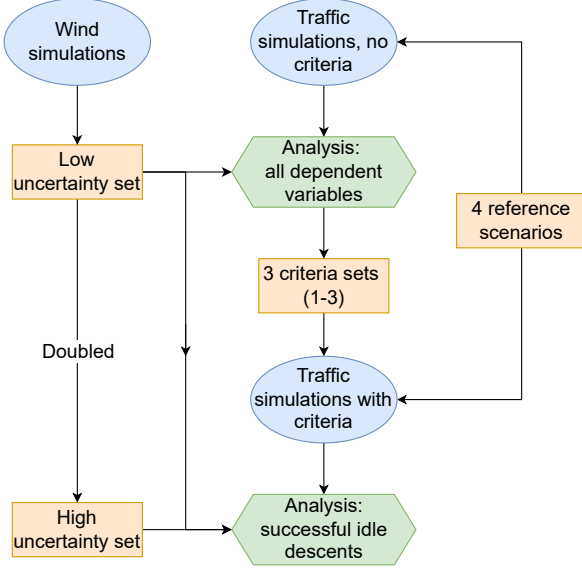 Wind
simulations
Traffic
simulations, no
criteria
Low
uncertainty set
Analysis:
all dependent
variables
4 reference
scenarios
3 criteria sets
(1-3)
Doubled
Traffic
simulations with
criteria
High
uncertainty set
Analysis:
successful idle
descents